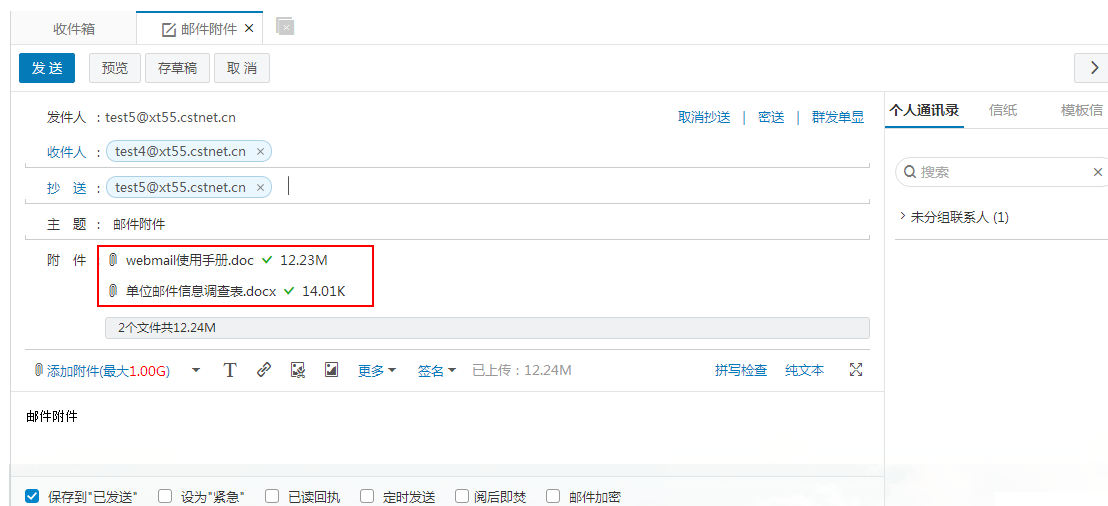 收件箱 邮件附件
发 送 预览 存草稿 取 消
发件人 : test5@xt55.cstnet.cn 取消抄送 | 密送 | 群发单显
收件人 : test4@xt55.cstnet.cn ×
抄 送 : test5@xt55.cstnet.cn ×
主 题 : 邮件附件
附 件 webmail使用手册.doc 12.23M
单位邮件信息调查表.docx 14.01K
2个文件共12.24M
添加附件(最大1.00G) T 更多 签名 已上传：12.24M 拼写检查 纯文本
邮件附件
保存到"已发送" 设为"紧急" 已读回执 定时发送 阅后即焚 邮件加密
个人通讯录 信纸 模板信
搜索
未分组联系人 (1)